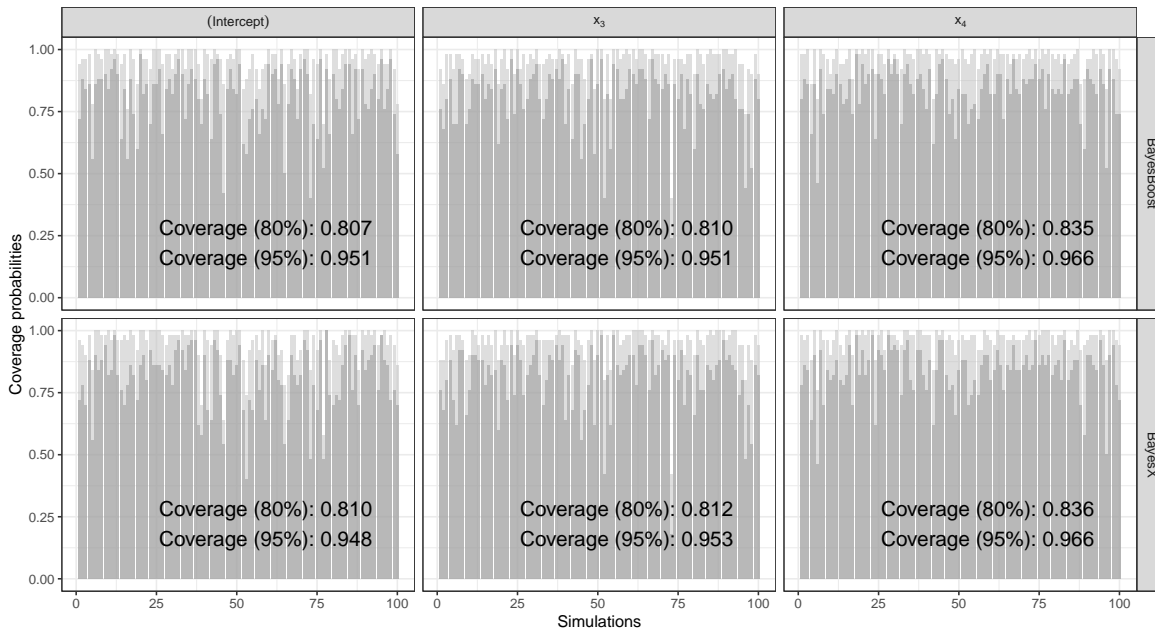 (Intercept)
x3
x4
Coverage probabilities
1.00
0.75
0.50
0.25
0.00
Coverage (80%): 0.807
Coverage (95%): 0.951
Coverage (80%): 0.810
Coverage (95%): 0.951
Coverage (80%): 0.835
Coverage (95%): 0.966
BayesBoost
1.00
0.75
0.50
0.25
0.00
Coverage (80%): 0.810
Coverage (95%): 0.948
Coverage (80%): 0.812
Coverage (95%): 0.953
Coverage (80%): 0.836
Coverage (95%): 0.966
BayesX
0 25 50 75 100
0 25 50 75 100
0 25 50 75 100
Simulations